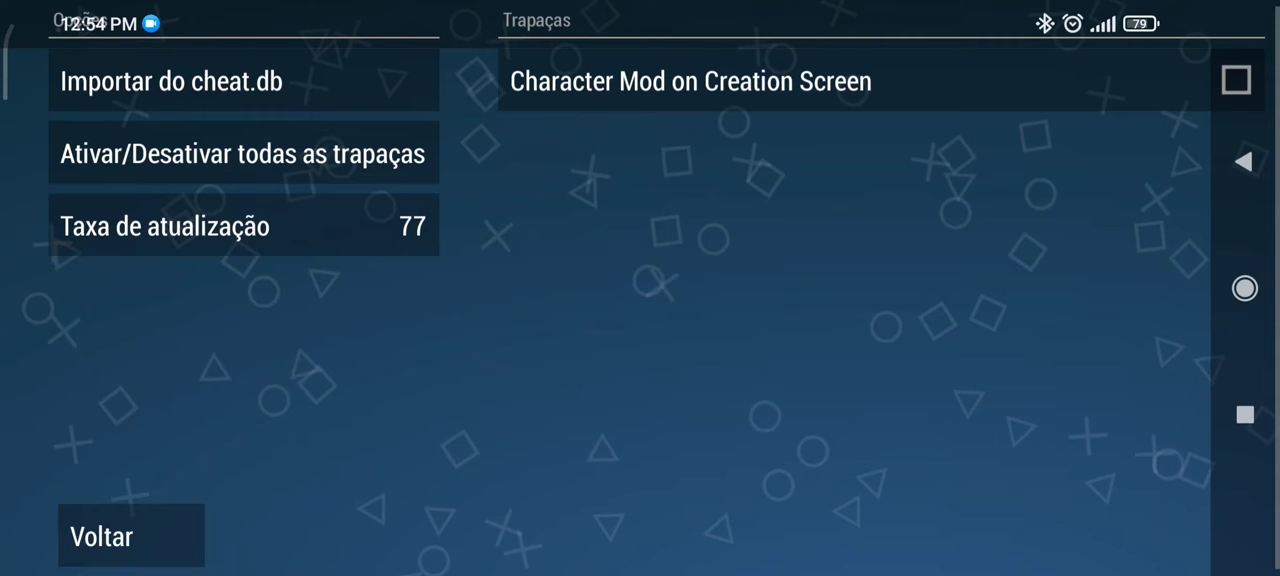 Opções
12:54 PM
Trapaças
79
Importar do cheat.db
Character Mod on Creation Screen
Ativar/Desativar todas as trapaças
Taxa de atualização 77
Voltar